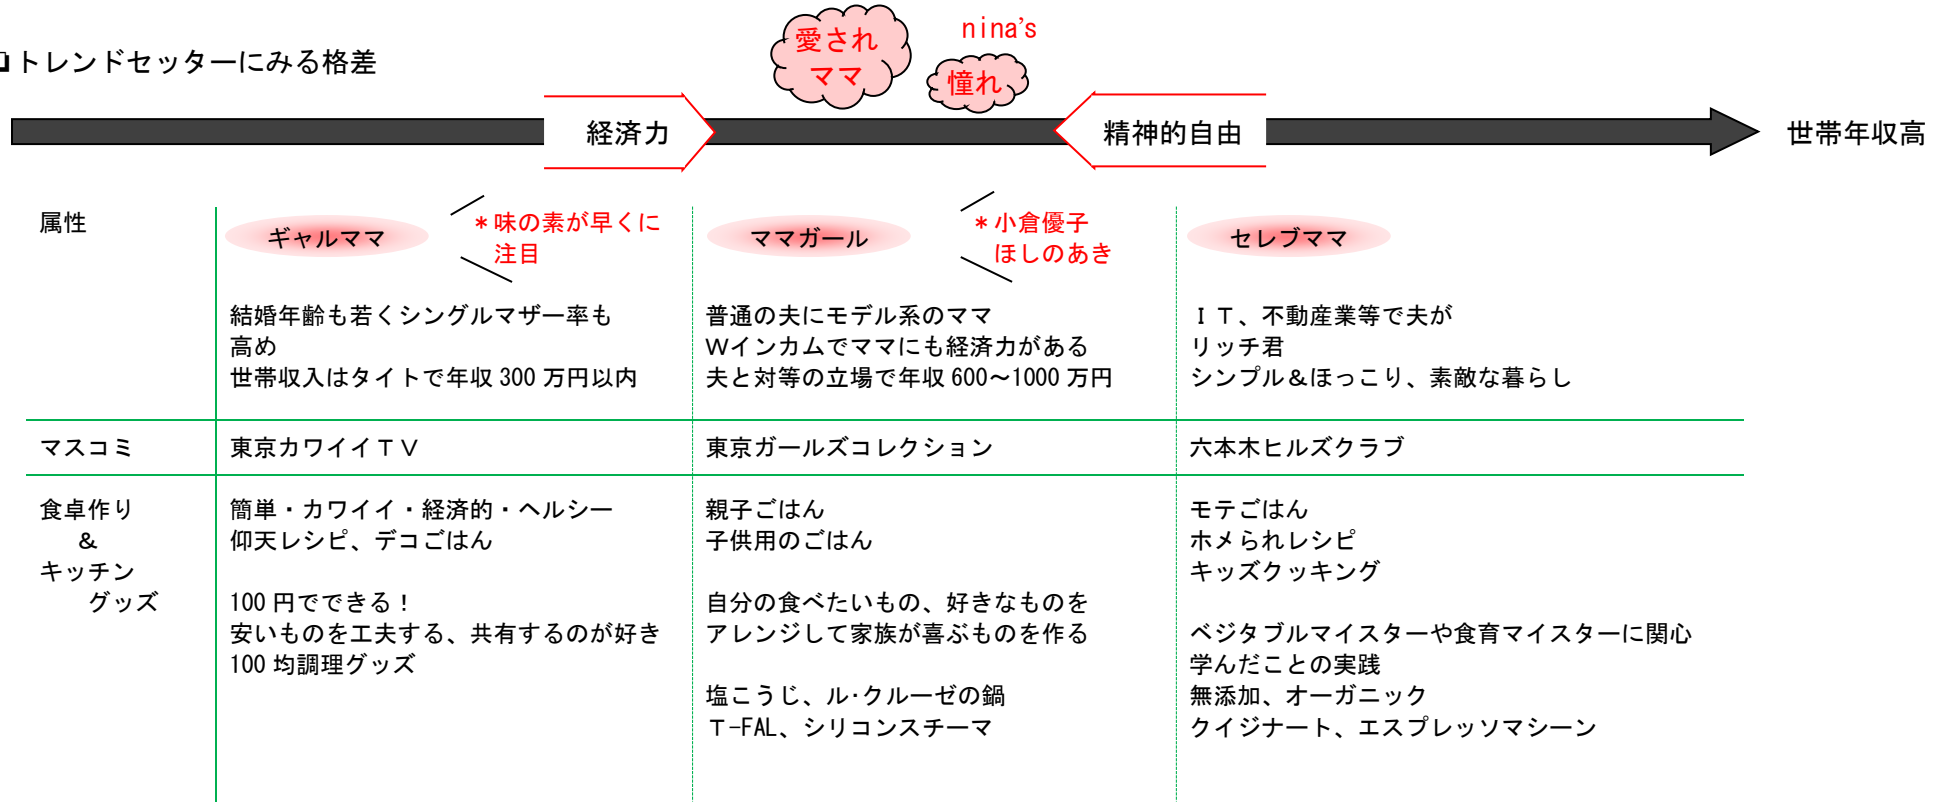 ❑トレンドセッターにみる格差
愛され
ママ
nina's
憧れ
経済力
精神的自由
世帯年収高
属性
ギャルママ
＊味の素が早くに
注目
結婚年齢も若くシングルマザー率も
高め
世帯収入はタイトで年収300万円以内
ママガール
＊小倉優子
ほしのあき
普通の夫にモデル系のママ
Ｗインカムでママにも経済力がある
夫と対等の立場で年収600～1000万円
セレブママ
ＩＴ、不動産業等で夫が
リッチ君
シンプル＆ほっこり、素敵な暮らし
マスコミ
東京カワイイＴＶ
東京ガールズコレクション
六本木ヒルズクラブ
食卓作り
＆
キッチン
グッズ
簡単・カワイイ・経済的・ヘルシー
仰天レシピ、デコごはん
100円でできる！
安いものを工夫する、共有するのが好き
100均調理グッズ
親子ごはん
子供用のごはん
自分の食べたいもの、好きなものを
アレンジして家族が喜ぶものを作る
塩こうじ、ル･クルーゼの鍋
Ｔ-FAL、シリコンスチーマ
モテごはん
ホメられレシピ
キッズクッキング
ベジタブルマイスターや食育マイスターに関心
学んだことの実践
無添加、オーガニック
クイジナート、エスプレッソマシーン